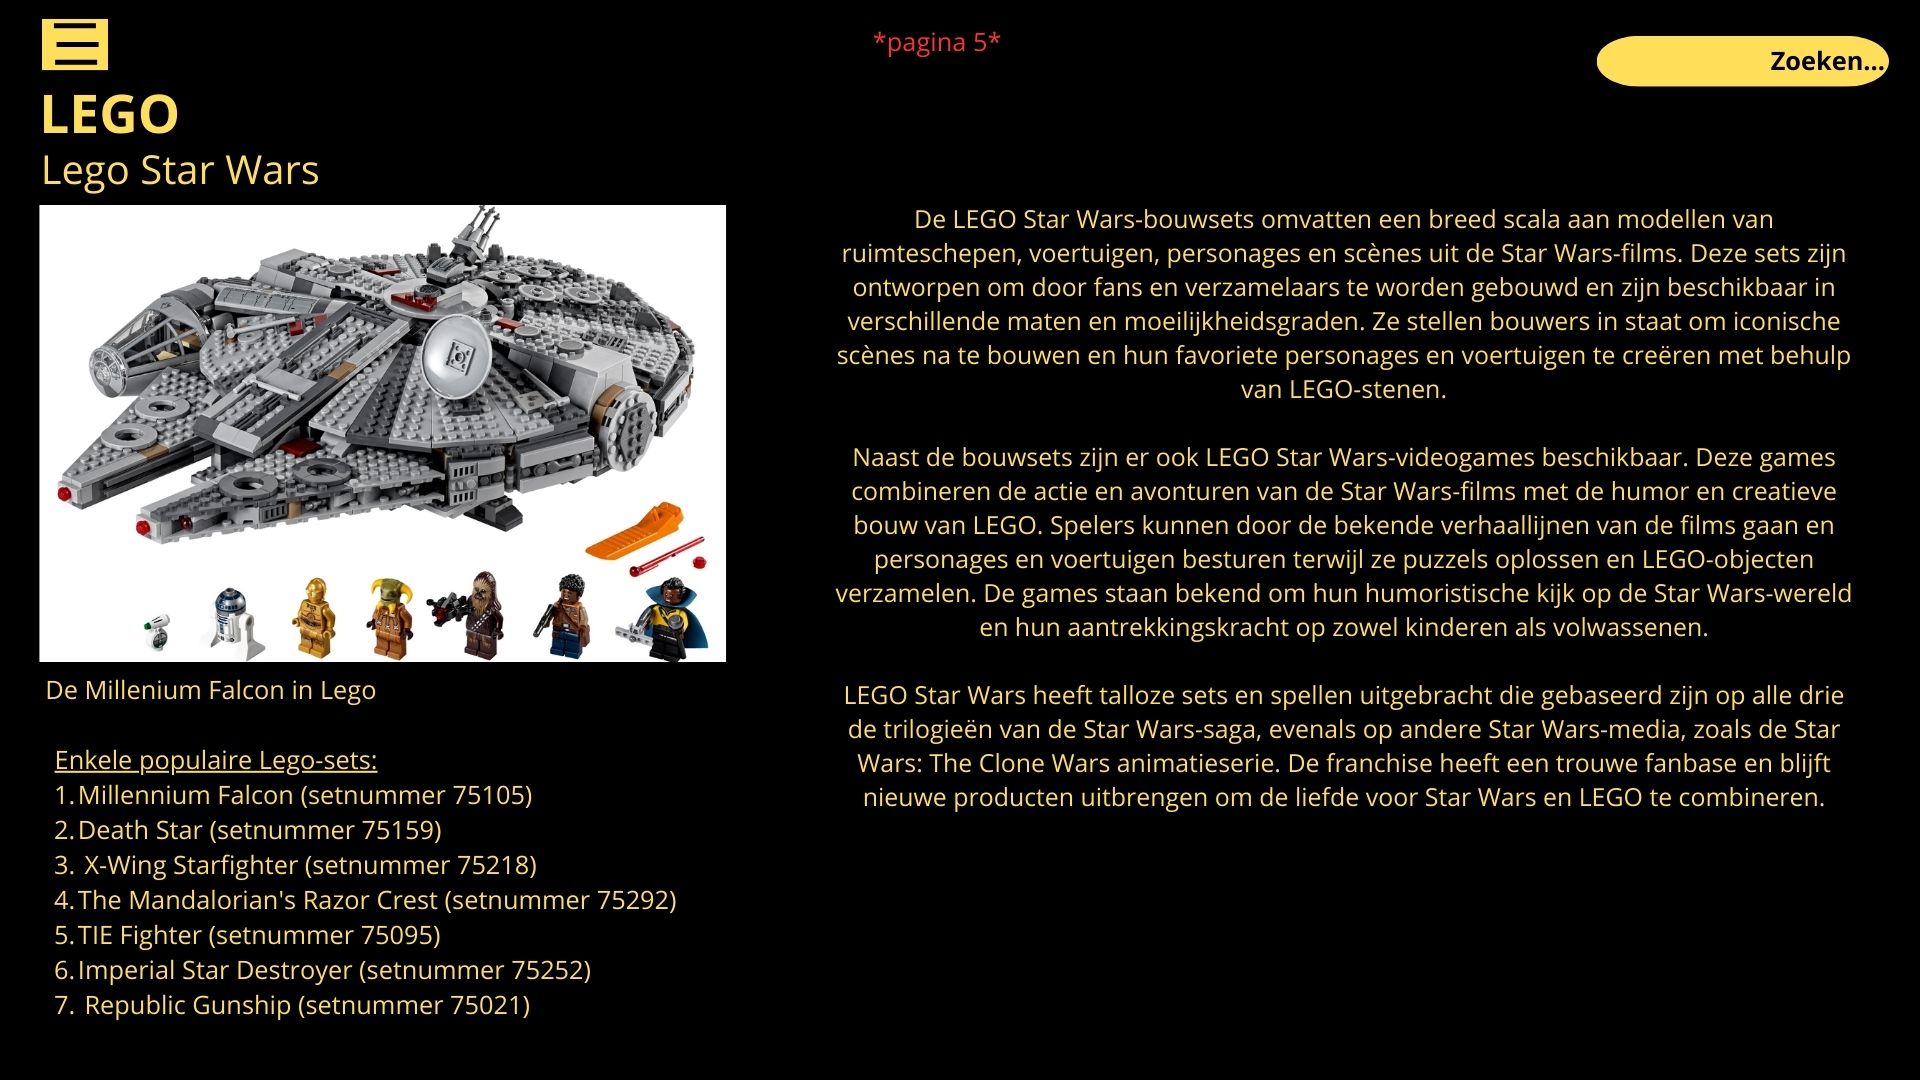 *pagina 5*
Zoeken...
LEGO
Lego Star Wars
De Millenium Falcon in Lego
Enkele populaire Lego-sets:
1. Millennium Falcon (setnummer 75105)
2. Death Star (setnummer 75159)
3. X-Wing Starfighter (setnummer 75218)
4. The Mandalorian's Razor Crest (setnummer 75292)
5. TIE Fighter (setnummer 75095)
6. Imperial Star Destroyer (setnummer 75252)
7. Republic Gunship (setnummer 75021)
De LEGO Star Wars-bouwsets omvatten een breed scala aan modellen van
ruimteschepen, voertuigen, personages en scènes uit de Star Wars-films. Deze sets zijn
ontworpen om door fans en verzamelaars te worden gebouwd en zijn beschikbaar in
verschillende maten en moeilijkheidsgraden. Ze stellen bouwers in staat om iconische
scènes na te bouwen en hun favoriete personages en voertuigen te creëren met behulp
van LEGO-stenen.
Naast de bouwsets zijn er ook LEGO Star Wars-videogames beschikbaar. Deze games
combineren de actie en avonturen van de Star Wars-films met de humor en creatieve
bouw van LEGO. Spelers kunnen door de bekende verhaallijnen van de films gaan en
personages en voertuigen besturen terwijl ze puzzels oplossen en LEGO-objecten
verzamelen. De games staan bekend om hun humoristische kijk op de Star Wars-wereld
en hun aantrekkingskracht op zowel kinderen als volwassenen.
LEGO Star Wars heeft talloze sets en spellen uitgebracht die gebaseerd zijn op alle drie
de trilogieën van de Star Wars-saga, evenals op andere Star Wars-media, zoals de Star
Wars: The Clone Wars animatieserie. De franchise heeft een trouwe fanbase en blijft
nieuwe producten uitbrengen om de liefde voor Star Wars en LEGO te combineren.